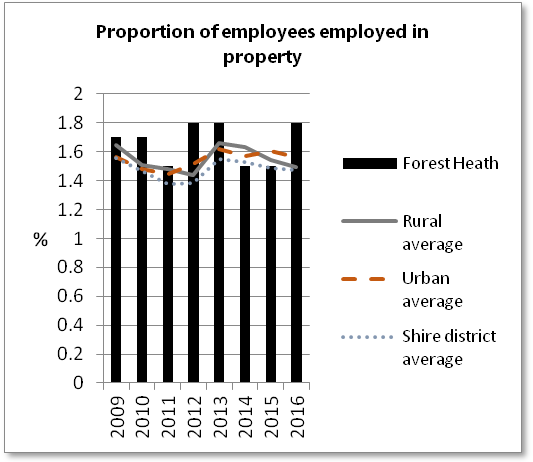 Proportion of employees employed in
property
2
1.8
1.6
1.4
1.2
1
0.8
0.6
0.4
0.2
0
%
2009
2010
2011
2012
2013
2014
2015
2016
Forest Heath
Rural
average
Urban
average
Shire district
average